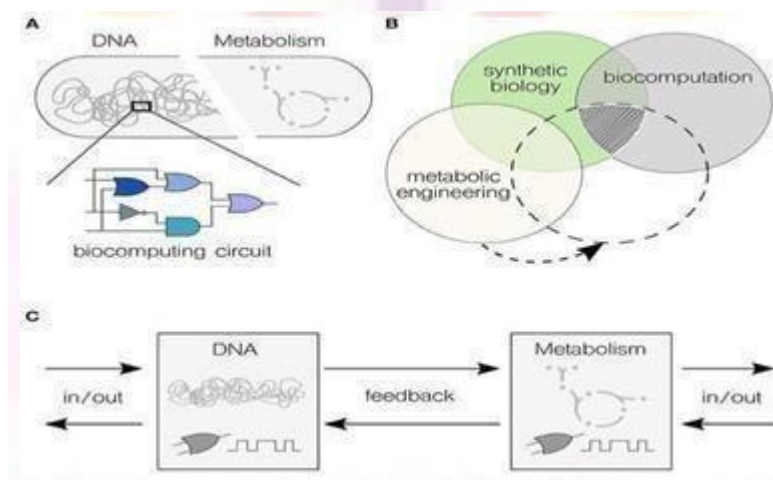 A
DNA
Metabolism
biocomputing circuit
B
synthetic
biology
biocomputation
metabolic
engineering
C
in/out
DNA
feedback
Metabolism
in/out